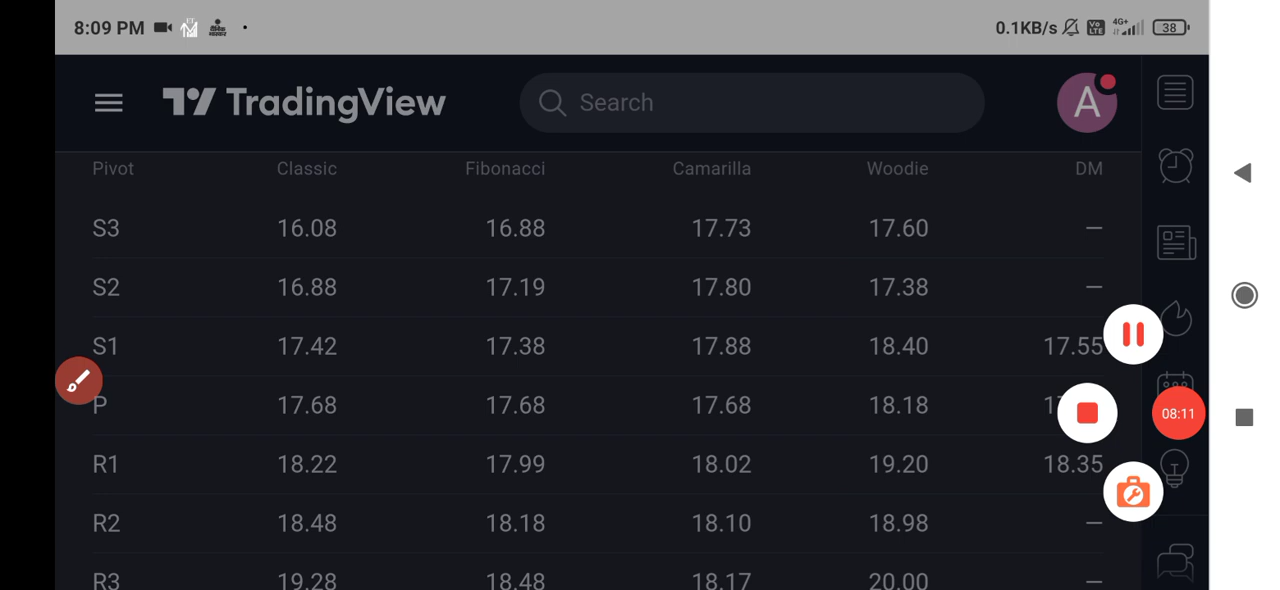 8:09 PM 0.1KB/s Vo LTE 4G+ 38
TradingView Search A
Pivot Classic Fibonacci Camarilla Woodie DM
S3 16.08 16.88 17.73 17.60 —
S2 16.88 17.19 17.80 17.38 —
S1 17.42 17.38 17.88 18.40 17.55
P 17.68 17.68 17.68 18.18
08:11
R1 18.22 17.99 18.02 19.20 18.35
R2 18.48 18.18 18.10 18.98 —
R3 19.28 18.48 18.17 20.00 —